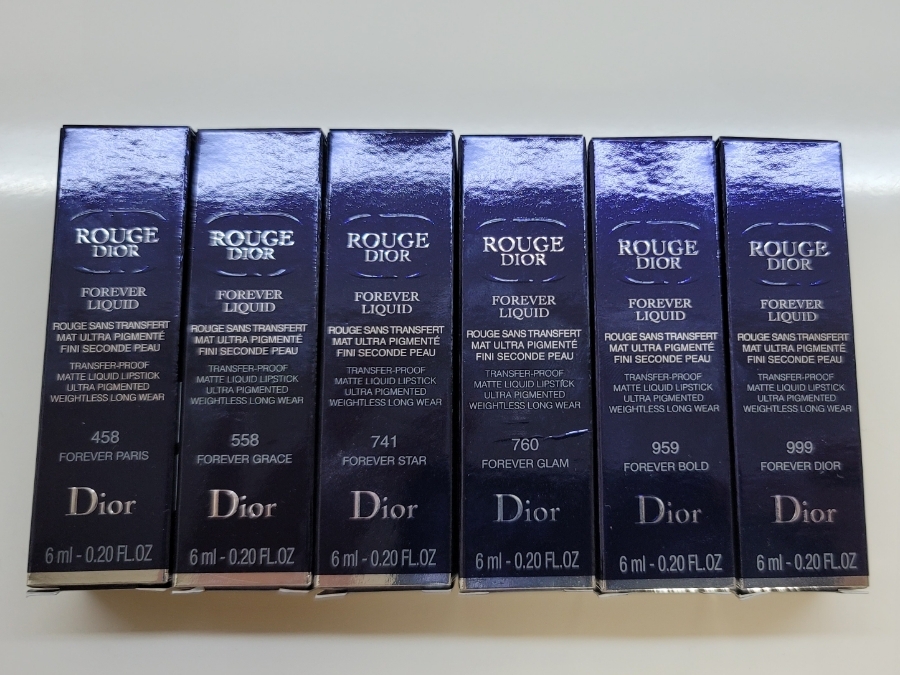 ROUGE
DIOR
FOREVER
LIQUID
ROUGE SANS TRANSFERT
MAT ULTRA PIGMENTÉ
FINI SECONDE PEAU
TRANSFER-PROOF
MATTE LIQUID LIPSTICK
ULTRA PIGMENTED
WEIGHTLESS LONG WEAR
458
FOREVER PARIS
Dior
6 ml - 0.20 FL.OZ
ROUGE
DIOR
FOREVER
LIQUID
ROUGE SANS TRANSFERT
MAT ULTRA PIGMENTÉ
FINI SECONDE PEAU
TRANSFER-PROOF
MATTE LIQUID LIPSTICK
ULTRA PIGMENTED
WEIGHTLESS LONG WEAR
558
FOREVER GRACE
Dior
6 ml - 0.20 FL.OZ
ROUGE
DIOR
FOREVER
LIQUID
ROUGE SANS TRANSFERT
MAT ULTRA PIGMENTÉ
FINI SECONDE PEAU
TRANSFER-PROOF
MATTE LIQUID LIPSTICK
ULTRA PIGMENTED
WEIGHTLESS LONG WEAR
741
FOREVER STAR
Dior
6 ml - 0.20 FL.OZ
ROUGE
DIOR
FOREVER
LIQUID
ROUGE SANS TRANSFERT
MAT ULTRA PIGMENTÉ
FINI SECONDE PEAU
TRANSFER-PROOF
MATTE LIQUID LIPSTICK
ULTRA PIGMENTED
WEIGHTLESS LONG WEAR
760
FOREVER GLAM
Dior
6 ml - 0.20 FL.OZ
ROUGE
DIOR
FOREVER
LIQUID
ROUGE SANS TRANSFERT
MAT ULTRA PIGMENTÉ
FINI SECONDE PEAU
TRANSFER-PROOF
MATTE LIQUID LIPSTICK
ULTRA PIGMENTED
WEIGHTLESS LONG WEAR
959
FOREVER BOLD
Dior
6 ml - 0.20 FL.OZ
ROUGE
DIOR
FOREVER
LIQUID
ROUGE SANS TRANSFERT
MAT ULTRA PIGMENTÉ
FINI SECONDE PEAU
TRANSFER-PROOF
MATTE LIQUID LIPSTICK
ULTRA PIGMENTED
WEIGHTLESS LONG WEAR
999
FOREVER DIOR
Dior
6 ml - 0.20 FL.OZ